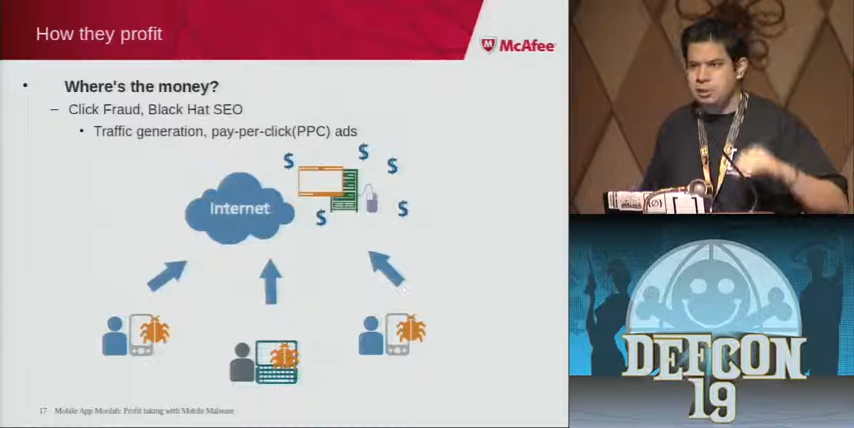 How they profit
McAfee
• Where's the money?
– Click Fraud, Black Hat SEO
• Traffic generation, pay-per-click(PPC) ads
$ $ $
Internet
$ $
17 Mobile App Moolah: Profit taking with Mobile Malware
DEFCON
19